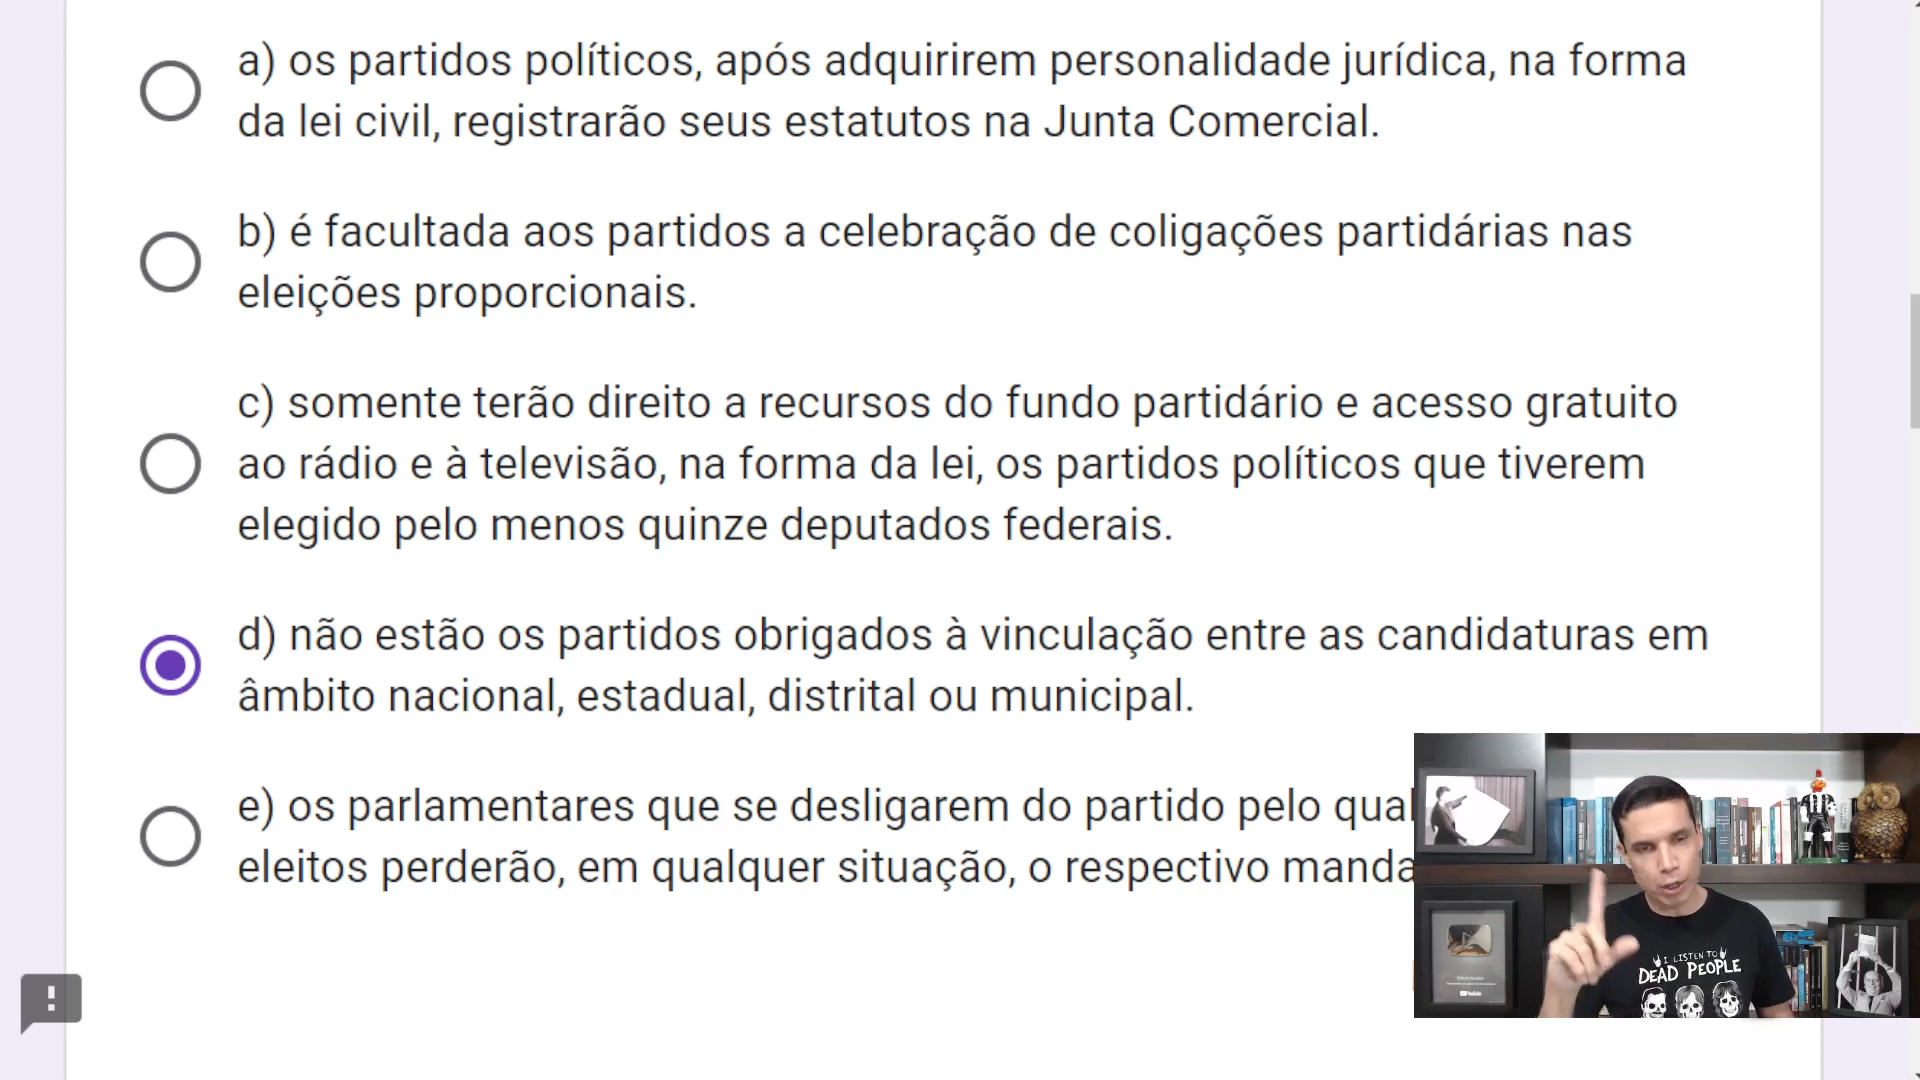 a) os partidos políticos, após adquirirem personalidade jurídica, na forma
da lei civil, registrarão seus estatutos na Junta Comercial.
b) é facultada aos partidos a celebração de coligações partidárias nas
eleições proporcionais.
c) somente terão direito a recursos do fundo partidário e acesso gratuito
ao rádio e à televisão, na forma da lei, os partidos políticos que tiverem
elegido pelo menos quinze deputados federais.
d) não estão os partidos obrigados à vinculação entre as candidaturas em
âmbito nacional, estadual, distrital ou municipal.
e) os parlamentares que se desligarem do partido pelo qual
eleitos perderão, em qualquer situação, o respectivo manda
I LISTEN TO
DEAD PEOPLE
YouTube